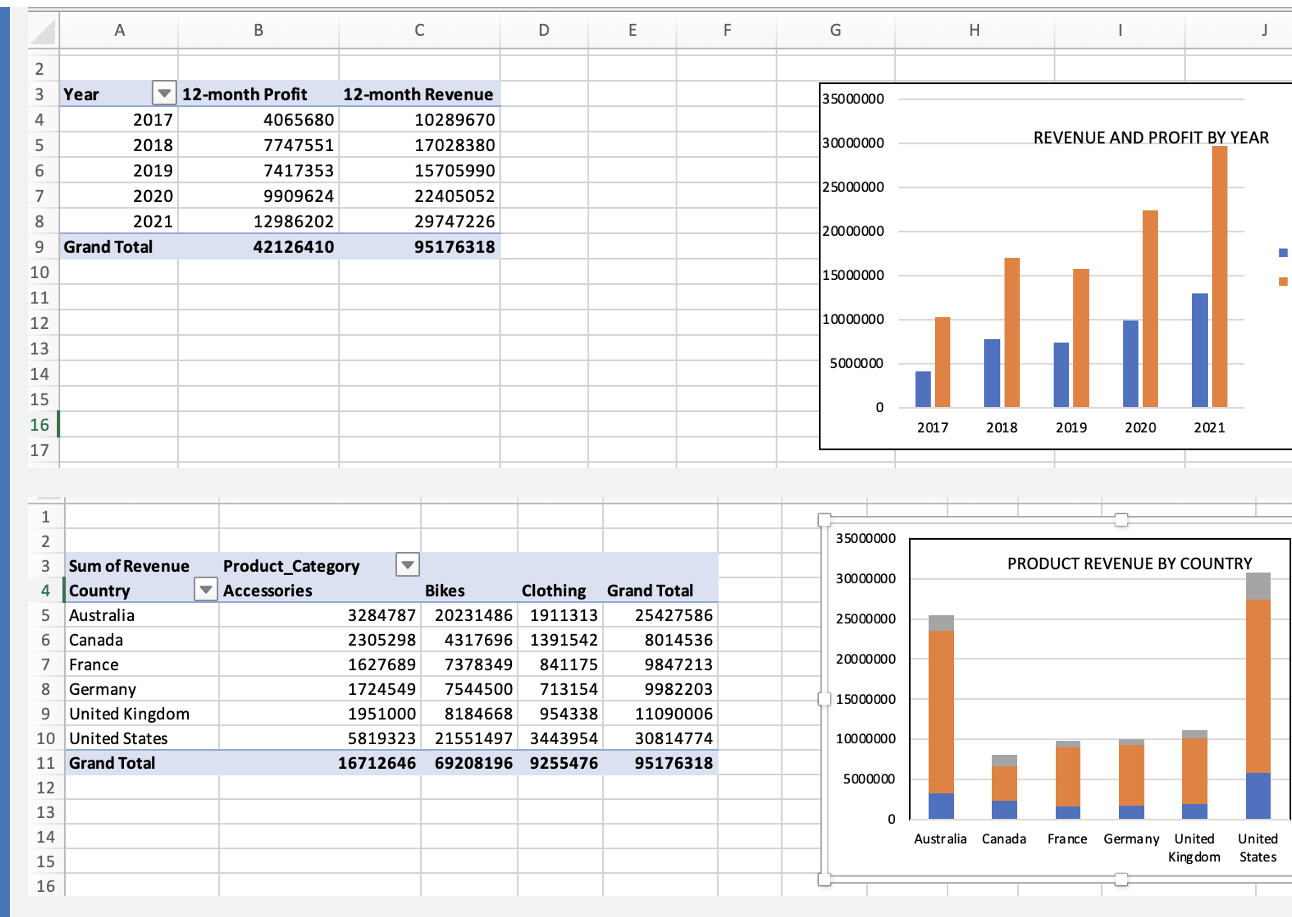 A B C D E F G H I J
2
3 Year 12-month Profit 12-month Revenue
4 2017 4065680 10289670
5 2018 7747551 17028380
6 2019 7417353 15705990
7 2020 9909624 22405052
8 2021 12986202 29747226
9 Grand Total 42126410 95176318
10
11
12
13
14
15
16
17
REVENUE AND PROFIT BY YEAR
35000000
30000000
25000000
20000000
15000000
10000000
5000000
0
2017 2018 2019 2020 2021
1
2
3 Sum of Revenue Product_Category
4 Country Accessories Bikes Clothing Grand Total
5 Australia 3284787 20231486 1911313 25427586
6 Canada 2305298 4317696 1391542 8014536
7 France 1627689 7378349 841175 9847213
8 Germany 1724549 7544500 713154 9982203
9 United Kingdom 1951000 8184668 954338 11090006
10 United States 5819323 21551497 3443954 30814774
11 Grand Total 16712646 69208196 9255476 95176318
12
13
14
15
16
PRODUCT REVENUE BY COUNTRY
35000000
30000000
25000000
20000000
15000000
10000000
5000000
0
Australia Canada France Germany United United
Kingdom States